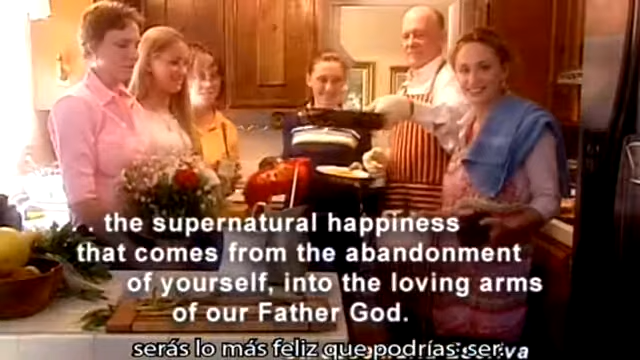 . . the supernatural happiness
that comes from the abandonment
of yourself, into the loving arms
of our Father God.
serás lo más feliz que podrías ser